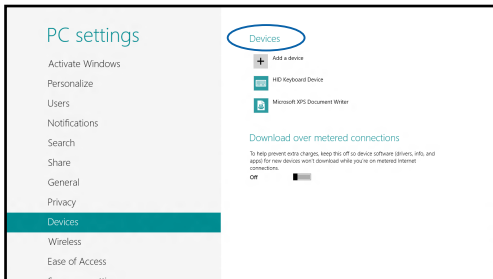 PC settings
Activate Windows
Personalize
Users
Notifications
Search
Share
General
Privacy
Devices
Wireless
Ease of Access
Devices
Add a device
HID Keyboard Device
Microsoft XPS Document Writer
Download over metered connections
To help prevent extra charges, keep this off so device software (drivers, info, and
apps) for new devices won't download while you're on metered Internet
connections.
Off